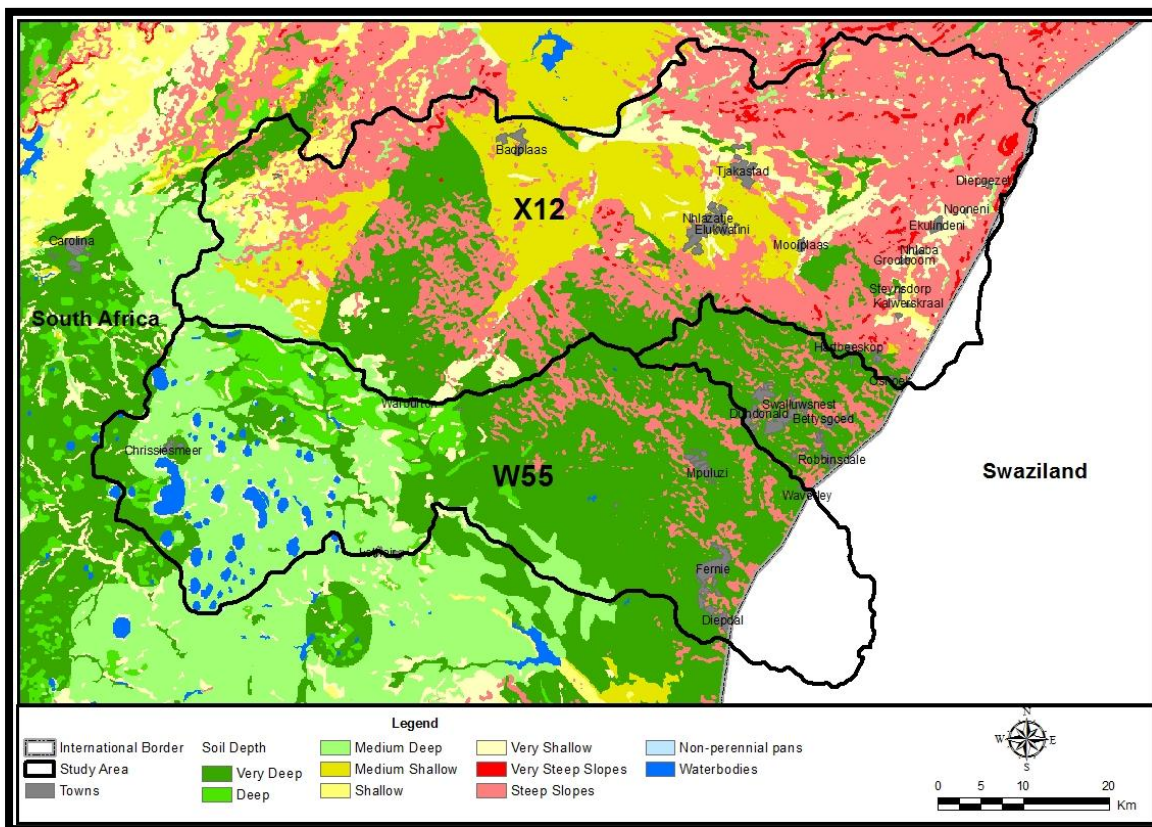 Badplaas
Tjakastad
Diepgezet
X12
Nhlazatje
Elukwatini
Ngoneni
Ekulindeni
Carolina
Mooiplaas
Nhlaba
Grootboom
Steynsdorp
Kalwerskraal
South Africa
Hartbeeskop
Oshoek
Warburton
Swalluwsnest
Dundonald
Bettysgoed
Chrissiesmeer
Robbinsdale
W55
Mpuluzi
Swaziland
Waverley
Lothair
Fernie
Diepdal
Legend
International Border
Study Area
Towns
Soil Depth
Very Deep
Deep
Medium Deep
Medium Shallow
Shallow
Very Shallow
Very Steep Slopes
Steep Slopes
Non-perennial pans
Waterbodies
N
W E
S
0 5 10 20
Km